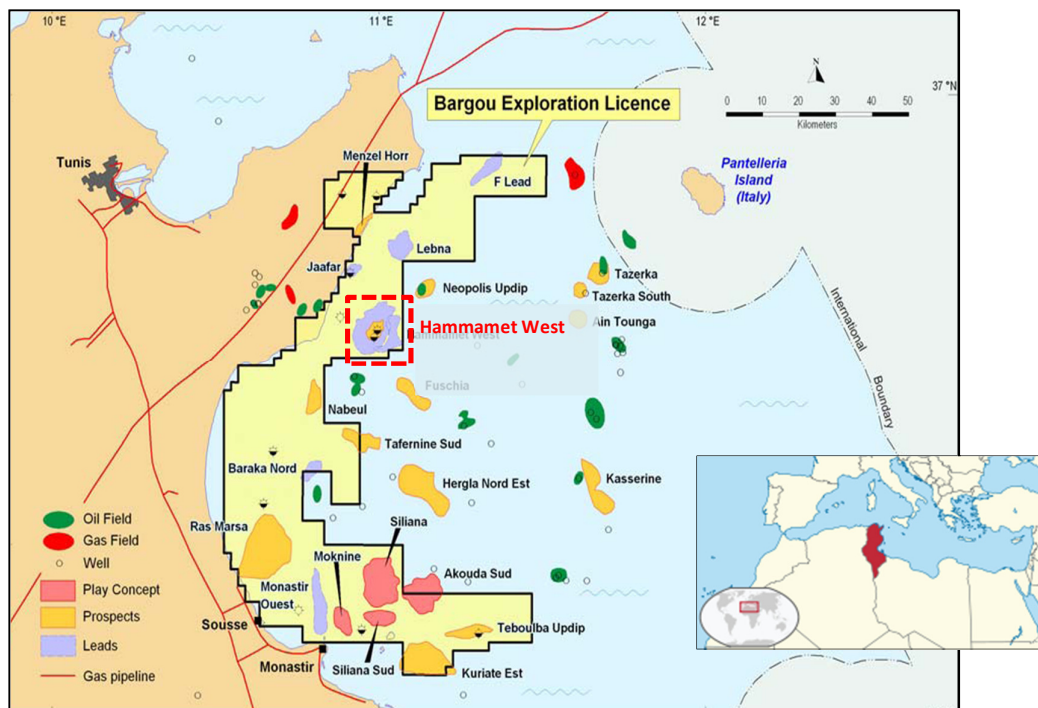 10 °E
11 °E
12 °E
N
37 °N
Bargou Exploration Licence
0 10 20 30 40 50
Kilometers
Tunis
Menzel Horr
F Lead
Pantelleria
Island
(Italy)
Lebna
Jaafar
Neopolis Updip
Tazerka
Tazerka South
Hammamet West
Hammamet West
Ain Tounga
International
Boundary
Fuschia
Nabeul
Tafernine Sud
Baraka Nord
Hergla Nord Est
Kasserine
Ras Marsa
Siliana
Moknine
Akouda Sud
Monastir
Ouest
Sousse
Teboulba Updip
Monastir
Siliana Sud
Kuriate Est
Oil Field
Gas Field
Well
Play Concept
Prospects
Leads
Gas pipeline